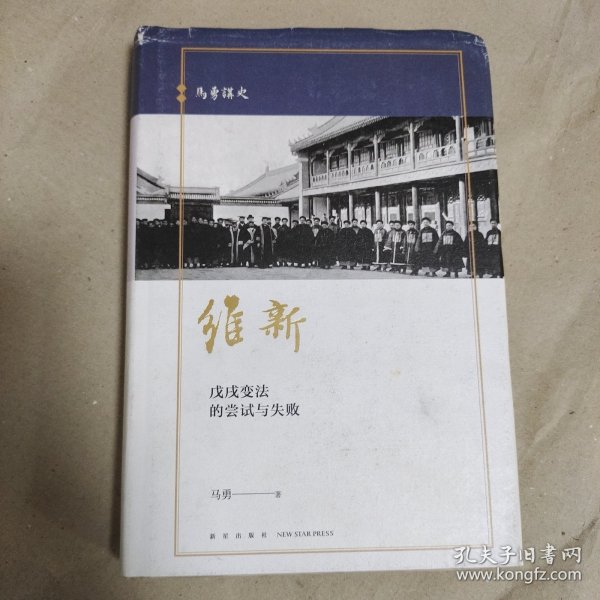 馬勇講史
維新
戊戌变法
的尝试与失败
马勇——著
新星出版社 NEW STAR PRESS
孔夫子旧书网
www.kongfz.com